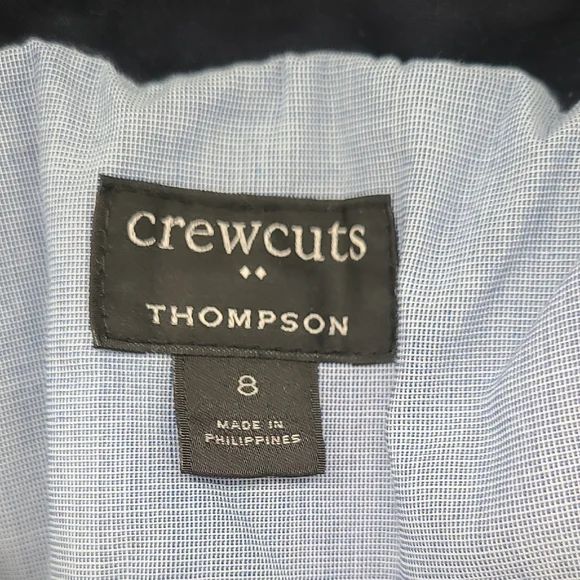 crewcuts
THOMPSON
8
MADE IN
PHILIPPINES